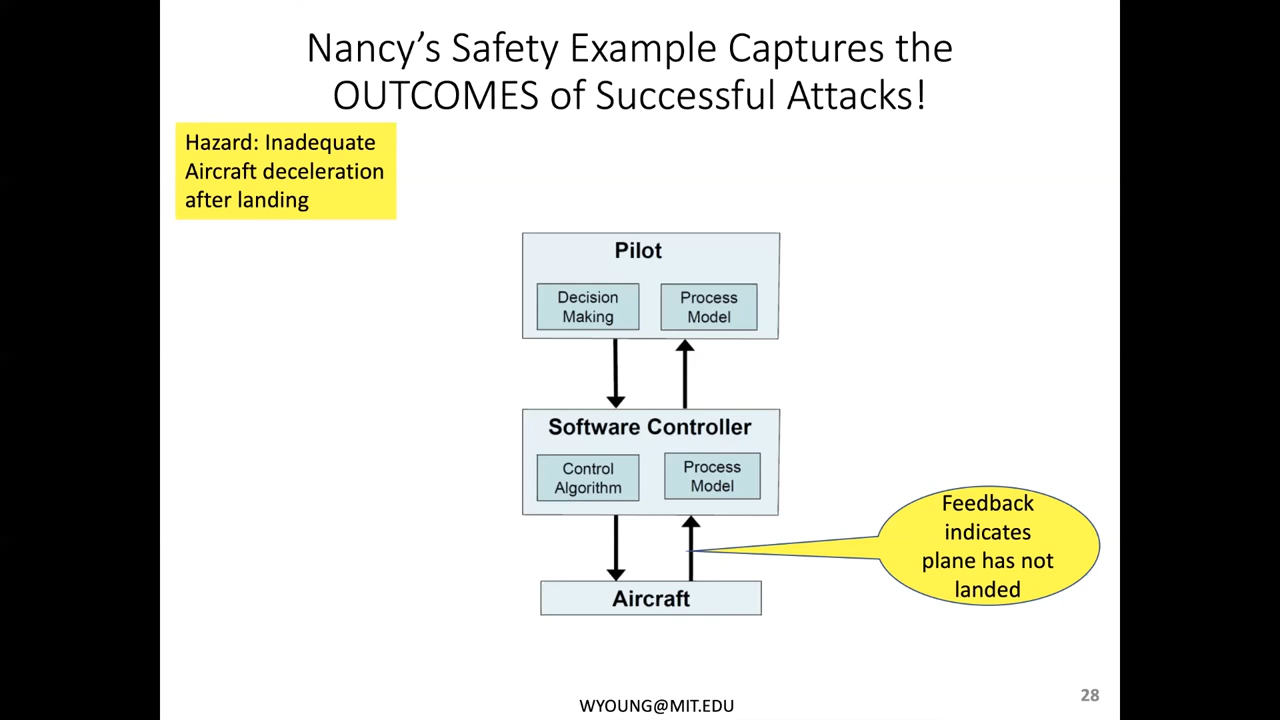 Nancy’s Safety Example Captures the
OUTCOMES of Successful Attacks!
Hazard: Inadequate
Aircraft deceleration
after landing
Pilot
Decision
Making
Process
Model
Software Controller
Control
Algorithm
Process
Model
Feedback
indicates
plane has not
landed
Aircraft
WYOUNG@MIT.EDU
28